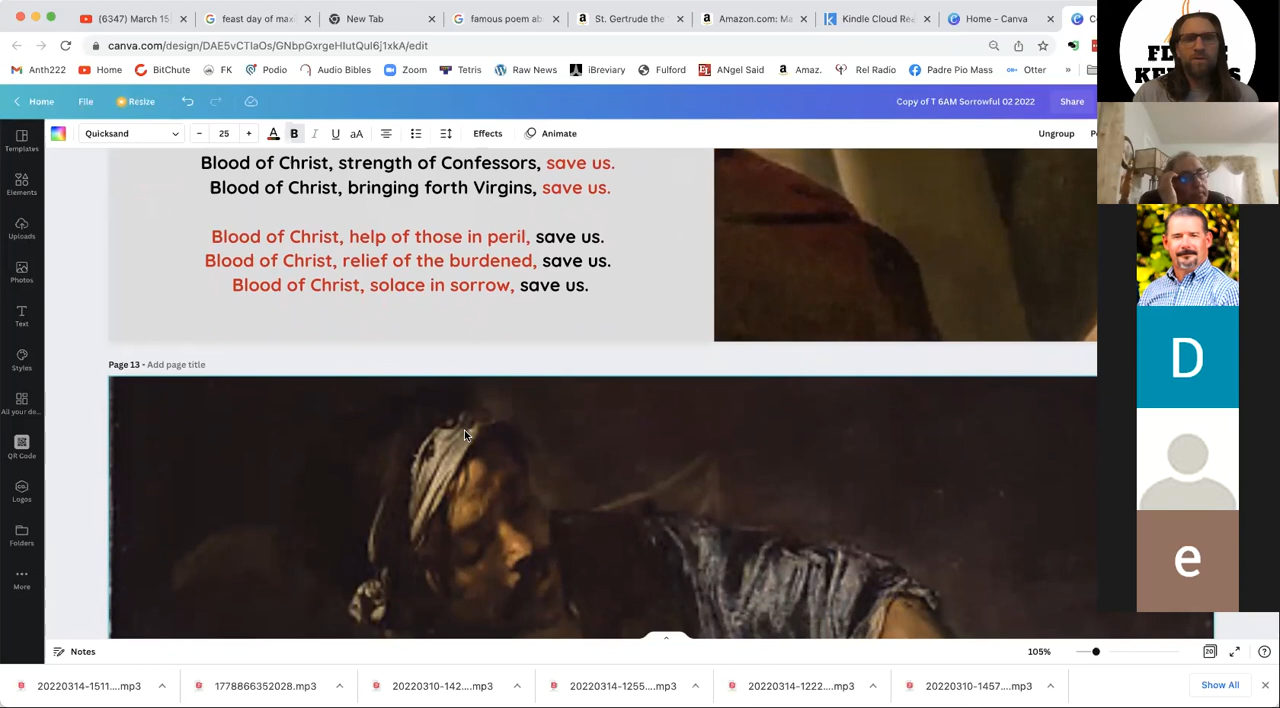 (6347) March 15
feast day of maxi
New Tab
famous poem ab
St. Gertrude the
Amazon.com: Ma
Kindle Cloud Rea
Home - Canva
canva.com/design/DAE5vCTlaOs/GNbpGxrgeHIutQuI6j1xkA/edit
Anth222 Home BitChute FK Podio Audio Bibles Zoom Tetris Raw News iBreviary Fulford ANgel Said Amaz. Rel Radio Padre Pio Mass Otter »
Home File Resize Copy of T 6AM Sorrowful 02 2022 Share
Quicksand - 25 + A B I U aA Effects Animate Ungroup
Templates
Elements
Uploads
Photos
Text
Styles
All your de...
QR Code
Logos
Folders
More
Blood of Christ, strength of Confessors, save us.
Blood of Christ, bringing forth Virgins, save us.
Blood of Christ, help of those in peril, save us.
Blood of Christ, relief of the burdened, save us.
Blood of Christ, solace in sorrow, save us.
Page 13 - Add page title
D
e
Notes 105% 20 ?
20220314-1511....mp3
1778866352028.mp3
20220310-142....mp3
20220314-1255....mp3
20220314-1222....mp3
20220310-1457....mp3
Show All